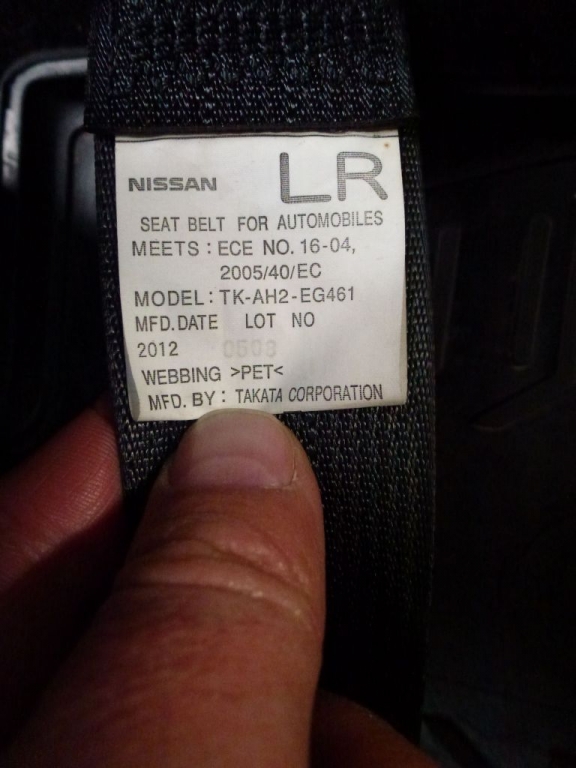 NISSAN LR
SEAT BELT FOR AUTOMOBILES
MEETS : ECE NO. 16-04,
2005/40/EC
MODEL: TK-AH2-EG461
MFD.DATE LOT NO
2012
WEBBING >PET<
MFD. BY: TAKATA CORPORATION